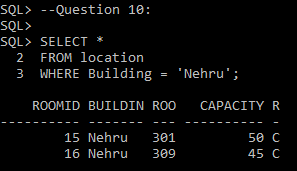 SQL> --Question 10:
SQL>
SQL> SELECT *
  2  FROM location
  3  WHERE Building = 'Nehru';

    ROOMID BUILDIN ROO   CAPACITY R
---------- ------- --- ---------- -
        15 Nehru   301         50 C
        16 Nehru   309         45 C